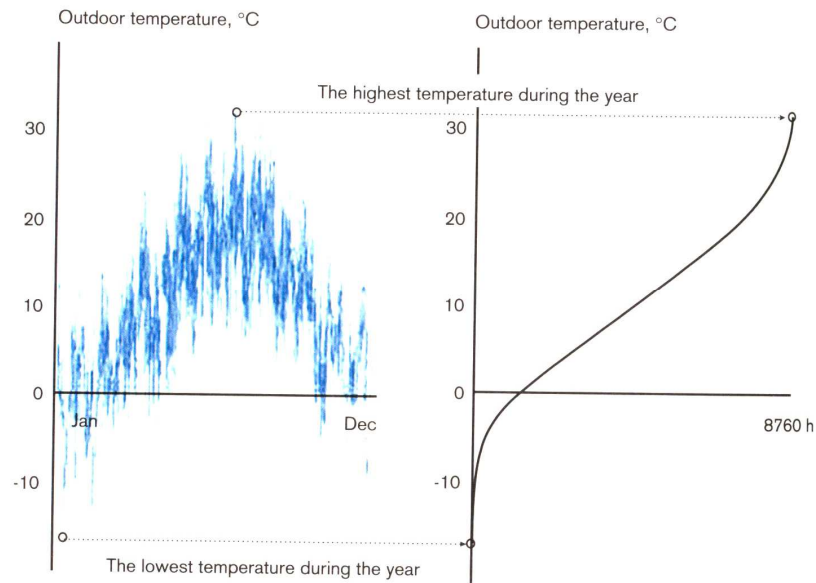 Outdoor temperature, °C
Outdoor temperature, °C
The highest temperature during the year
30
20
10
0
-10
Jan
Dec
30
20
10
0
-10
8760 h
The lowest temperature during the year